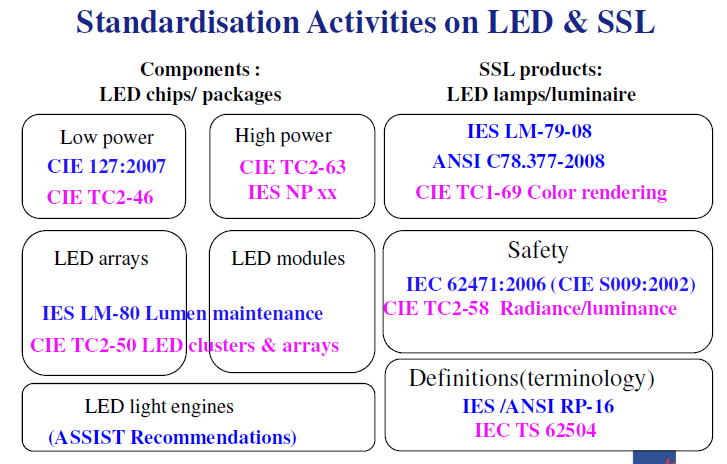 Standardisation Activities on LED & SSL
Components :
LED chips/ packages
SSL products:
LED lamps/luminaire
Low power
CIE 127:2007
CIE TC2-46
High power
CIE TC2-63
IES NP xx
IES LM-79-08
ANSI C78.377-2008
CIE TC1-69 Color rendering
LED arrays
LED modules
IES LM-80 Lumen maintenance
CIE TC2-50 LED clusters & arrays
Safety
IEC 62471:2006 (CIE S009:2002)
CIE TC2-58 Radiance/luminance
LED light engines
(ASSIST Recommendations)
Definitions(terminology)
IES /ANSI RP-16
IEC TS 62504